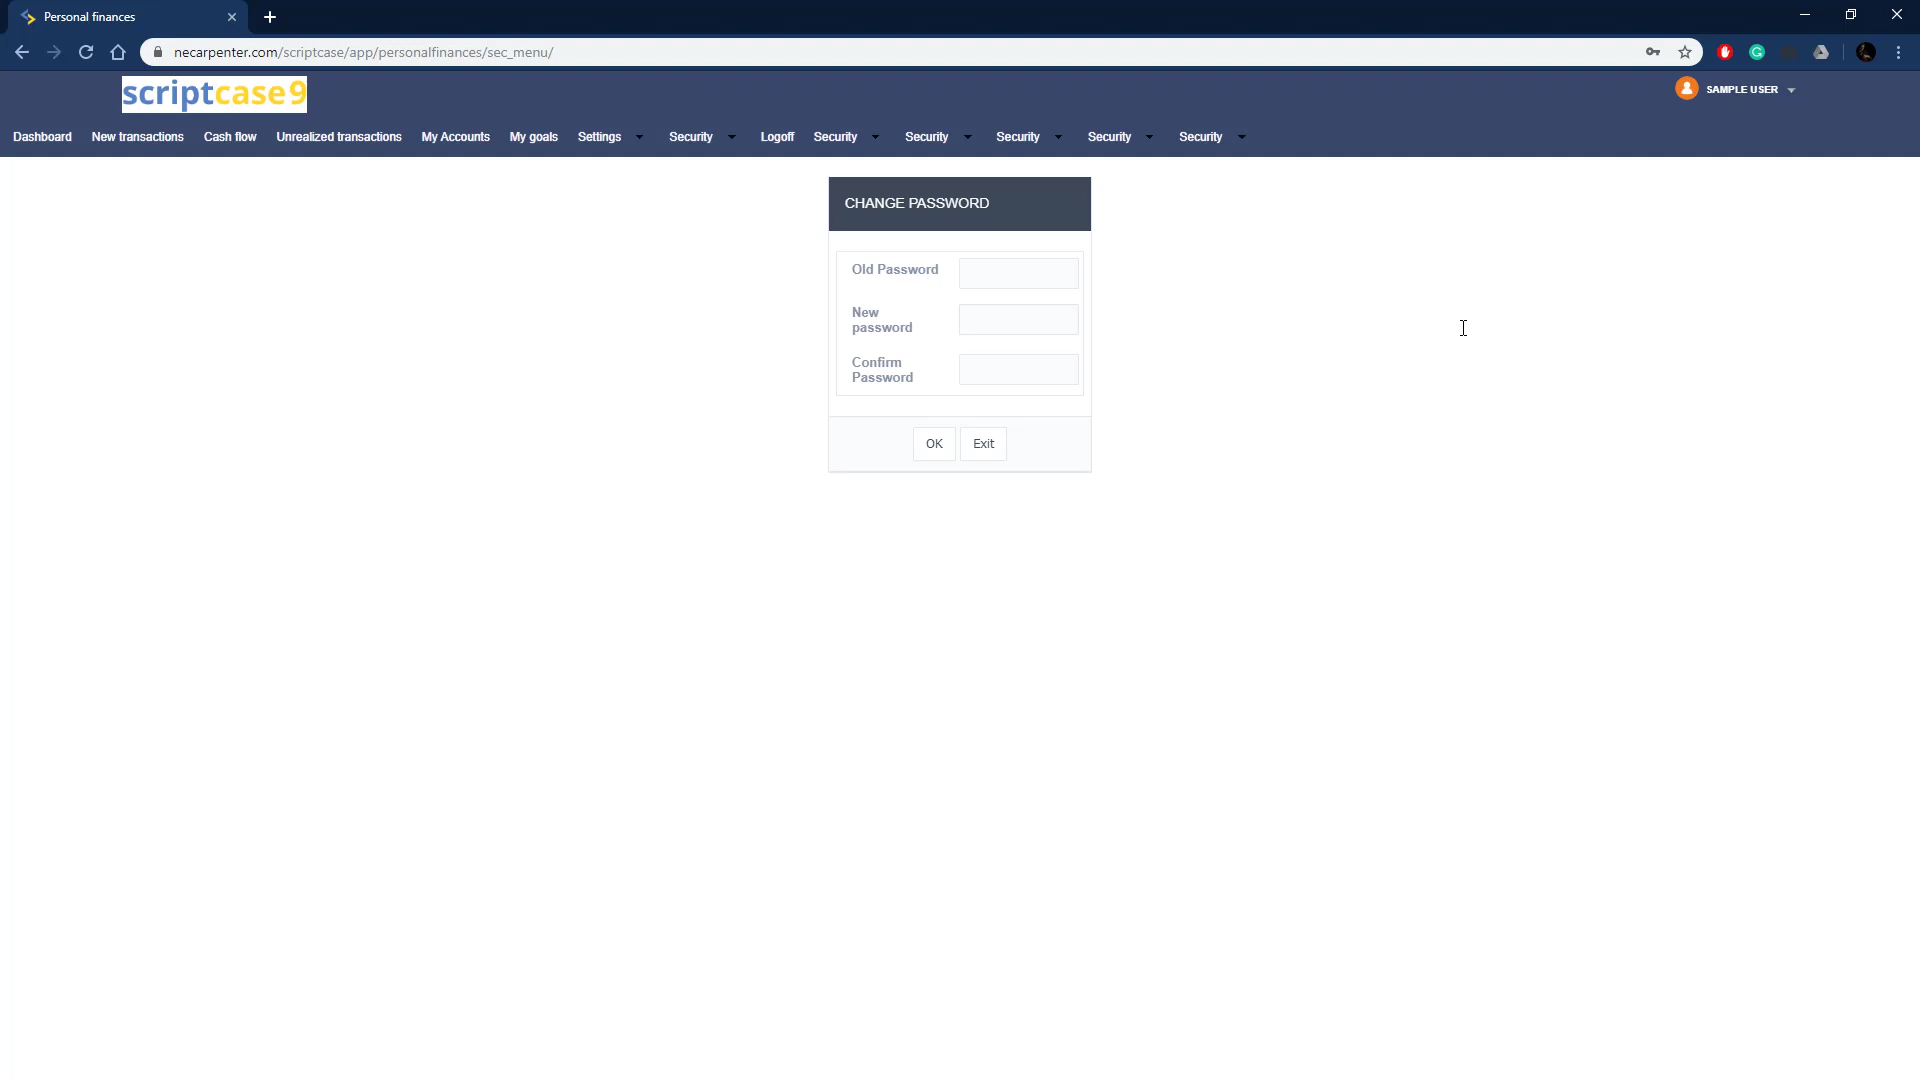 Personal finances
necarpenter.com/scriptcase/app/personalfinances/sec_menu/
scriptcase9
SAMPLE USER
Dashboard New transactions Cash flow Unrealized transactions My Accounts My goals Settings Security Logoff Security Security Security Security Security
CHANGE PASSWORD
Old Password
New
password
Confirm
Password
OK Exit